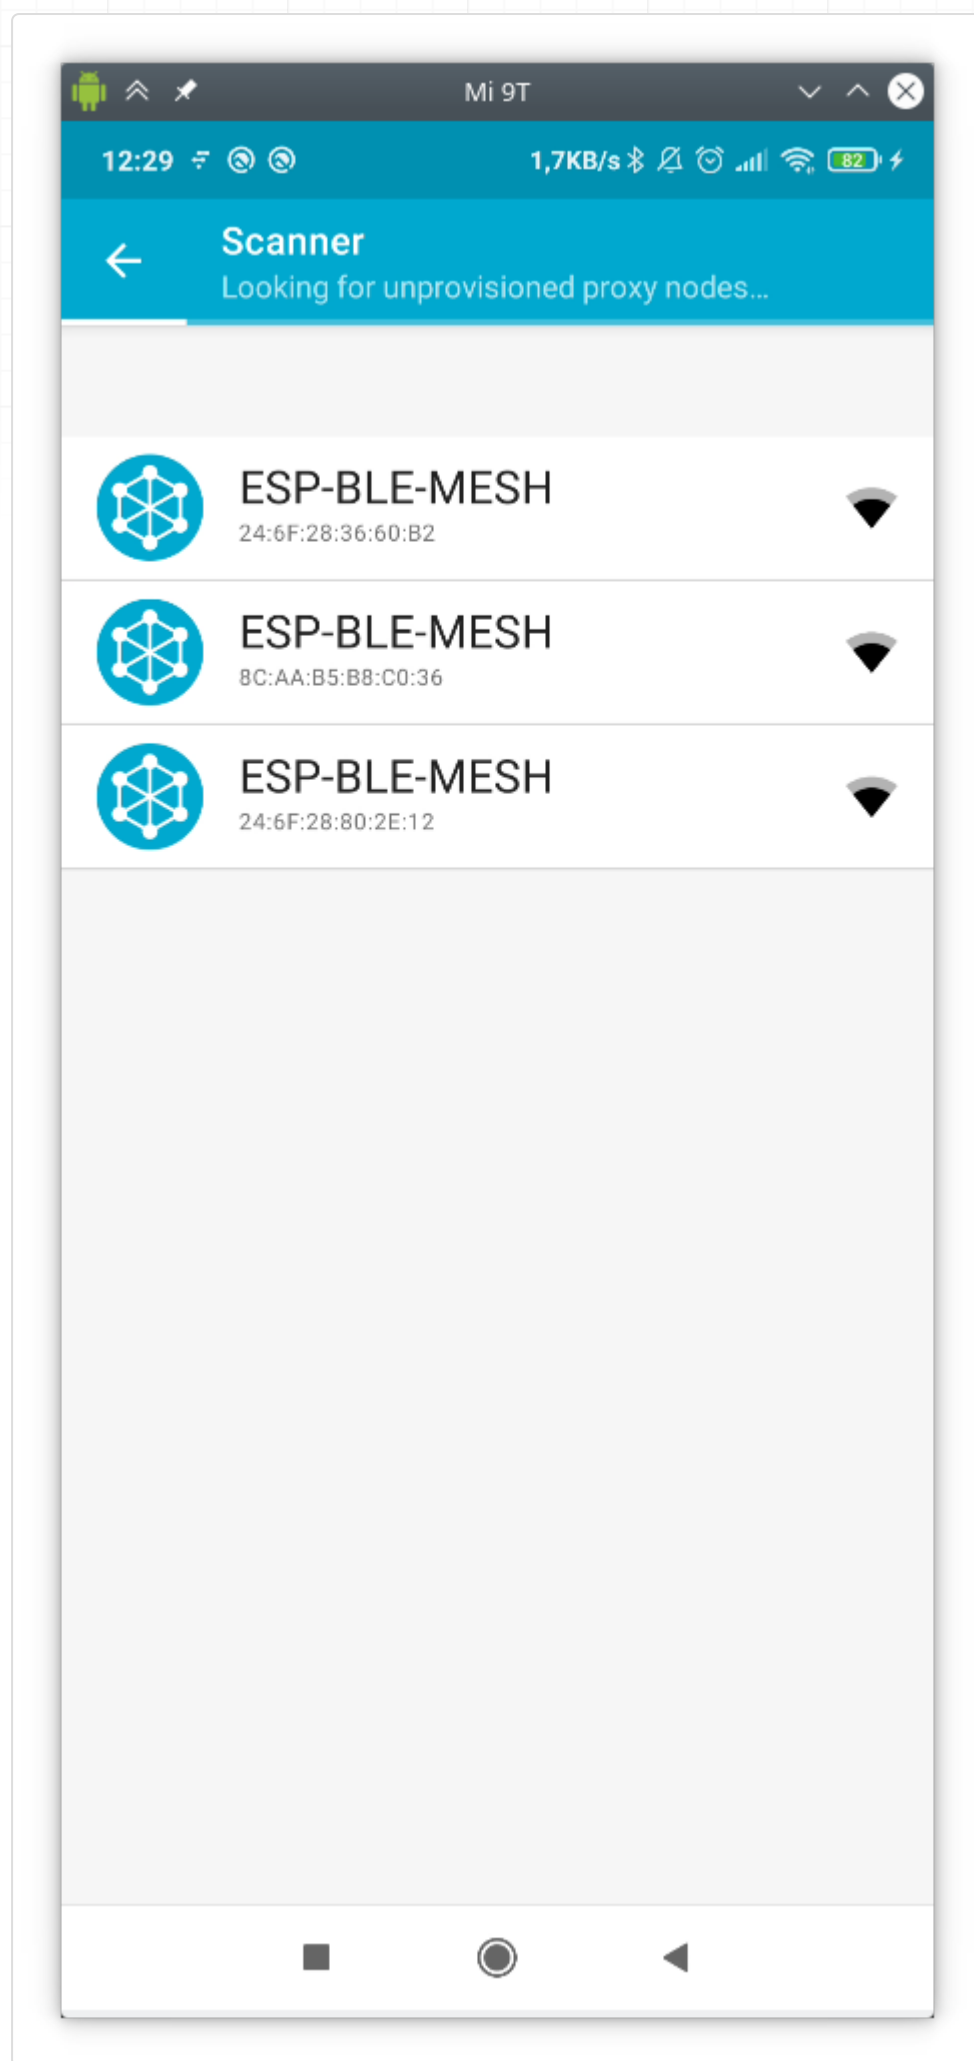 Mi 9T
12:29 1,7KB/s 82
Scanner
Looking for unprovisioned proxy nodes...
ESP-BLE-MESH
24:6F:28:36:60:B2
ESP-BLE-MESH
8C:AA:B5:B8:C0:36
ESP-BLE-MESH
24:6F:28:80:2E:12